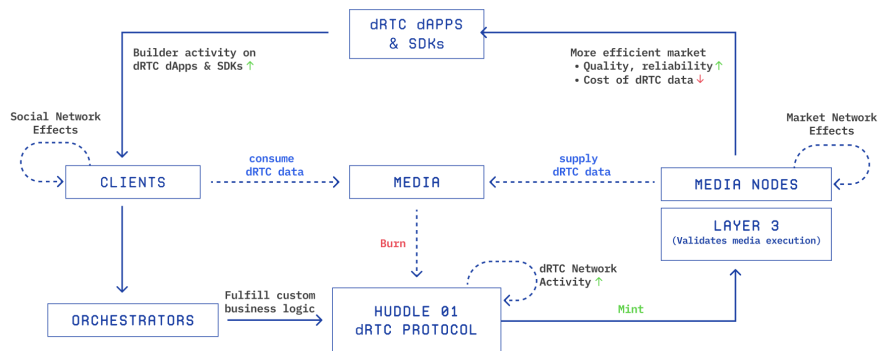 dRTC dAPPS
& SDKs
Builder activity on
dRTC dApps & SDKs ↑
More efficient market
• Quality, reliability ↑
• Cost of dRTC data ↓
Social Network
Effects
Market Network
Effects
consume
dRTC data
supply
dRTC data
CLIENTS
MEDIA
MEDIA NODES
LAYER 3
(Validates media execution)
Burn
dRTC Network
Activity ↑
Fulfill custom
business logic
ORCHESTRATORS
HUDDLE 01
dRTC PROTOCOL
Mint